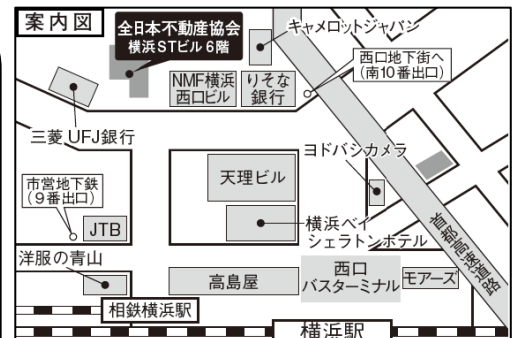 案内図
全日本不動産協会
横浜STビル 6階
キャメロットジャパン
西口地下街へ
(南10番出口)
NMF横浜
西口ビル
りそな
銀行
三菱UFJ銀行
ヨドバシカメラ
天理ビル
市営地下鉄
(9番出口)
JTB
横浜ベイ
シェラトンホテル
首都高速道路
洋服の青山
高島屋
西口
バスターミナル
モアーズ
相鉄横浜駅
横浜駅